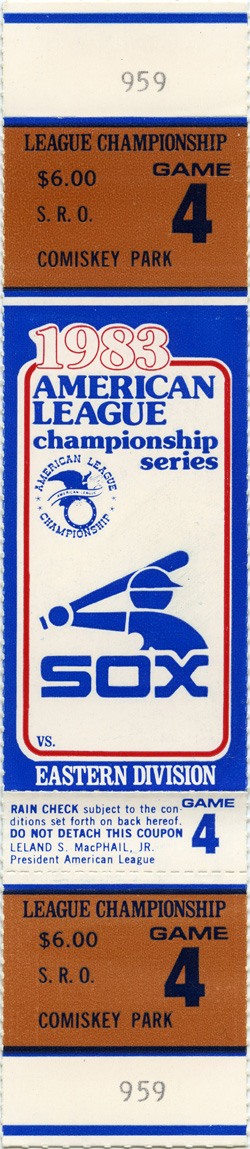 959
LEAGUE CHAMPIONSHIP
$6.00 GAME
S. R. O. 4
COMISKEY PARK
1983
AMERICAN
LEAGUE
championship
series
AMERICAN LEAGUE
AMERICAN LEAGUE
CHAMPIONSHIP
SOX
VS.
EASTERN DIVISION
RAIN CHECK subject to the con-
ditions set forth on back hereof.
DO NOT DETACH THIS COUPON
LELAND S. MacPHAIL, JR.
President American League
GAME
4
LEAGUE CHAMPIONSHIP
$6.00 GAME
S. R. O. 4
COMISKEY PARK
959